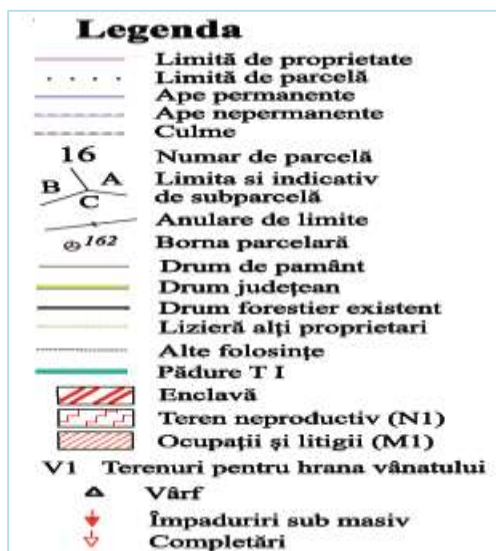 Legenda
Limită de proprietate
Limită de parcelă
Ape permanente
Ape nepermanente
Culme
16 Numar de parcelă
B A C Limita si indicativ
de subparcelă
Anulare de limite
162 Borna parcelară
Drum de pamânt
Drum județean
Drum forestier existent
Lizieră alți proprietari
Alte folosințe
Pădure T I
Enclavă
Teren neproductiv (N1)
Ocupații și litigii (M1)
V1 Terenuri pentru hrana vânatului
Vârf
Împaduriri sub masiv
Completări